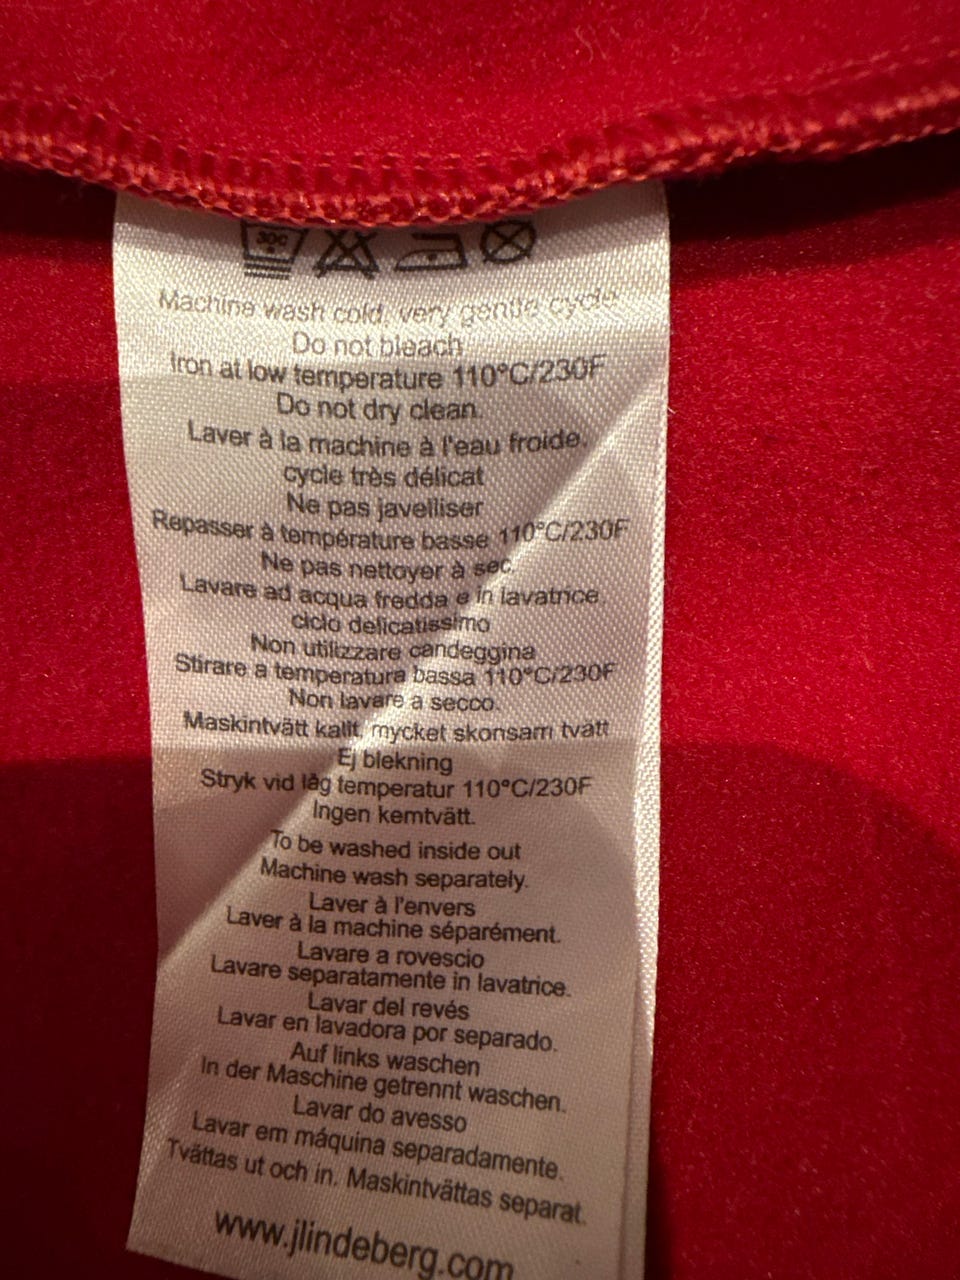 30C
Machine wash cold, very gentle cycle
Do not bleach
Iron at low temperature 110°C/230F
Do not dry clean.
Laver à la machine à l'eau froide,
cycle très délicat
Ne pas javelliser
Repasser à température basse 110°C/230F
Ne pas nettoyer à sec.
Lavare ad acqua fredda e in lavatrice,
ciclo delicatissimo
Non utilizzare candeggina
Stirare a temperatura bassa 110°C/230F
Non lavare a secco.
Maskintvätt kallt, mycket skonsam tvätt
Ej blekning
Stryk vid låg temperatur 110°C/230F
Ingen kemtvätt.
To be washed inside out
Machine wash separately.
Laver à l'envers
Laver à la machine séparément.
Lavare a rovescio
Lavare separatamente in lavatrice.
Lavar del revés
Lavar en lavadora por separado.
Auf links waschen
In der Maschine getrennt waschen.
Lavar do avesso
Lavar em máquina separadamente.
Tvättas ut och in. Maskintvättas separat.
www.jlindeberg.com